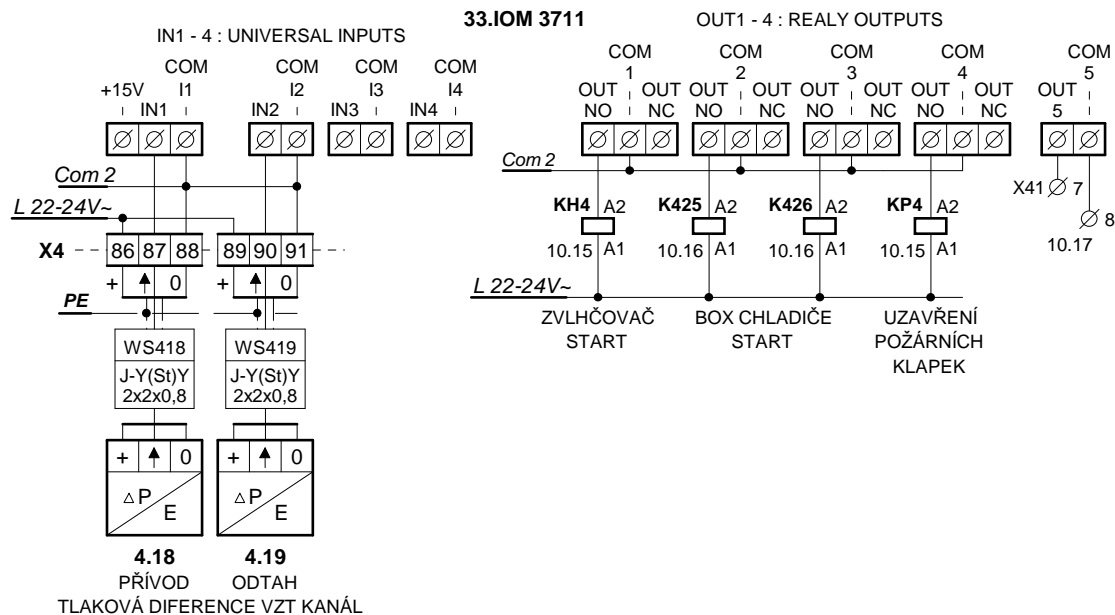 33.IOM 3711
IN1 - 4 : UNIVERSAL INPUTS
OUT1 - 4 : REALY OUTPUTS
COM COM COM COM
+15V I1 I2 I3 I4
IN1 IN2 IN3 IN4
COM COM COM COM COM
1 2 3 4 5
OUT OUT OUT OUT OUT OUT OUT OUT OUT
NO NC NO NC NO NC NO NC 5
Com 2
L 22-24V~
X4 86 87 88 89 90 91
+ 0 + 0
PE
WS418 WS419
J-Y(St)Y J-Y(St)Y
2x2x0,8 2x2x0,8
+ 0 + 0
△ P △ P
E E
4.18 4.19
PŘÍVOD ODTAH
TLAKOVÁ DIFERENCE VZT KANÁL
Com 2
KH4 A2 K425 A2 K426 A2 KP4 A2
10.15 A1 10.16 A1 10.16 A1 10.15 A1
X41 7
8
10.17
L 22-24V~
ZVLHČOVAČ
START
BOX CHLADIČE
START
UZAVŘENÍ
POŽÁRNÍCH
KLAPEK